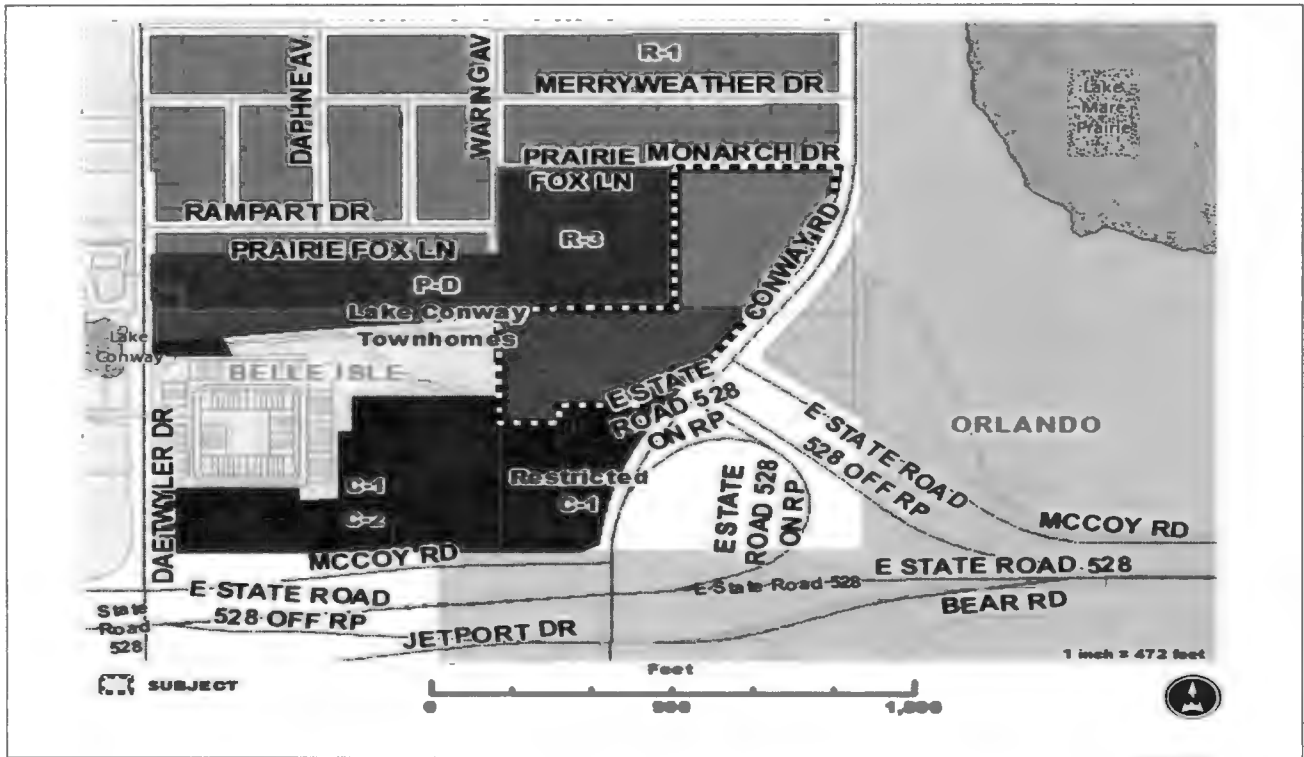 R-1
DAPHNE AV
WARING AV
MERRYWEATHER DR
Lake
Mare
Prairie
PRAIRIE
FOX LN
MONARCH DR
RAMPART DR
PRAIRIE FOX LN
R-3
CONWAY RD
P-D
Lake Conway
Townhomes
Lake
Conway
BELLE ISLE
E STATE
ROAD 528
ON RP
ORLANDO
E STATE ROAD
528 OFF RP
Restricted
C-1
C-1
C-2
E STATE
ROAD 528
ON RP
DAETWYLER DR
MCCOY RD
MCCOY RD
E STATE ROAD
528 OFF RP
E State Road 528
E STATE ROAD 528
BEAR RD
State
Road
528
JETPORT DR
1 inch = 472 feet
SUBJECT
Feet
0
1,000